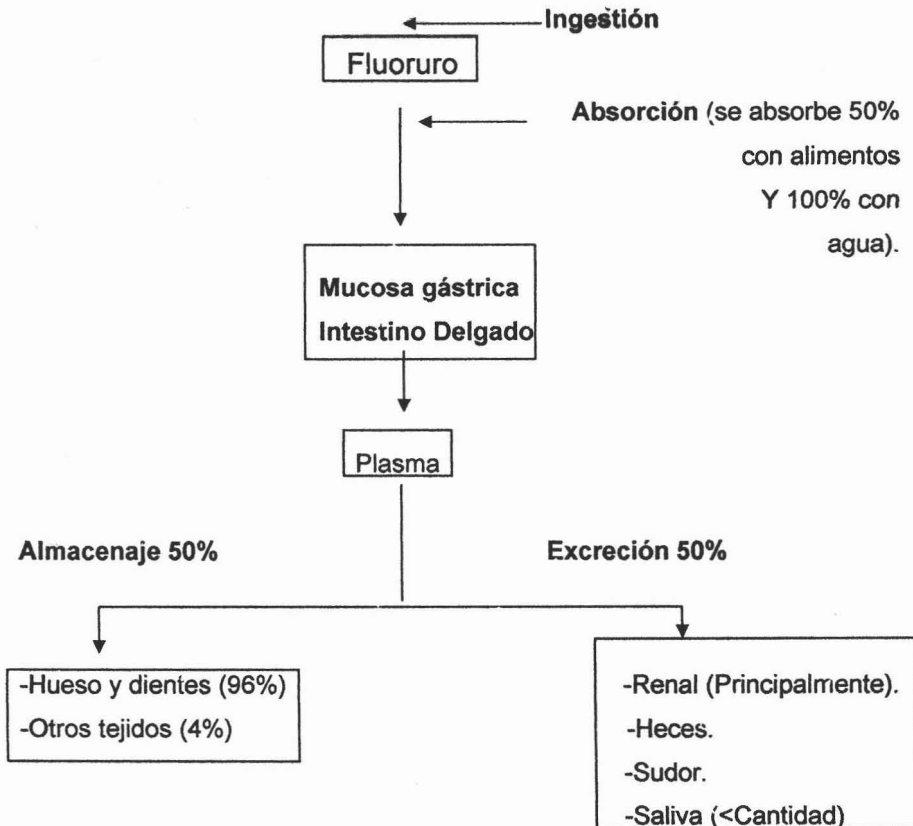 Ingestión
Fluoruro
Absorción (se absorbe 50%
con alimentos
Y 100% con
agua).
Mucosa gástrica
Intestino Delgado
Plasma
Almacenaje 50%
Excreción 50%
-Hueso y dientes (96%)
-Otros tejidos (4%)
-Renal (Principalmente).
-Heces.
-Sudor.
-Saliva (<Cantidad)